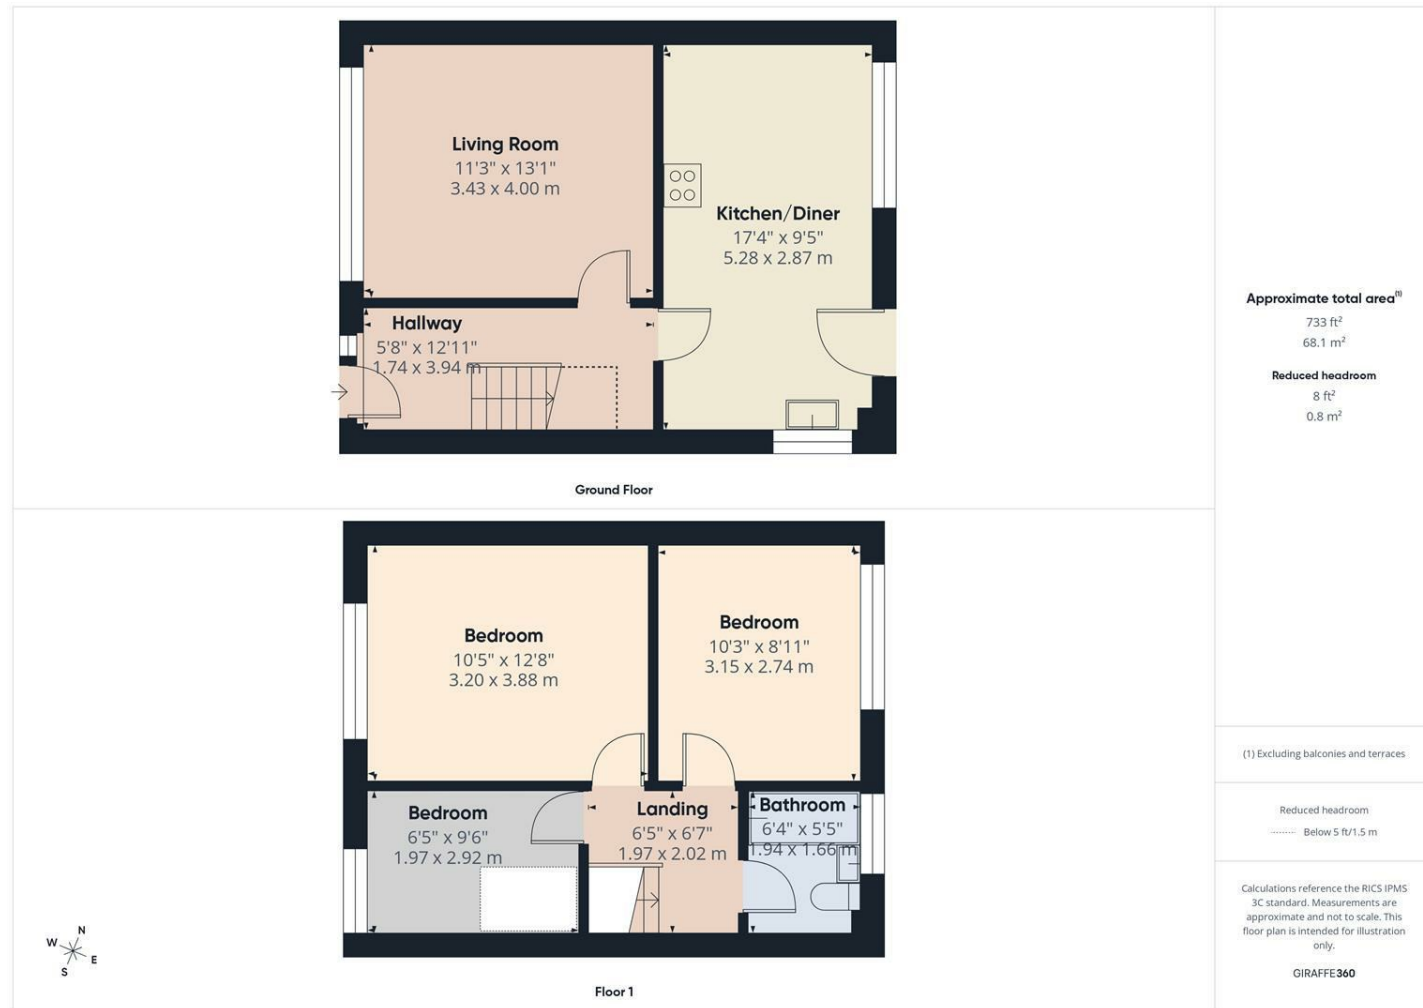 Living Room
11'3" x 13'1"
3.43 x 4.00 m
Kitchen/Diner
17'4" x 9'5"
5.28 x 2.87 m
Hallway
5'8" x 12'11"
1.74 x 3.94 m
Ground Floor
Bedroom
10'5" x 12'8"
3.20 x 3.88 m
Bedroom
10'3" x 8'11"
3.15 x 2.74 m
Bedroom
6'5" x 9'6"
1.97 x 2.92 m
Landing
6'5" x 6'7"
1.97 x 2.02 m
Bathroom
6'4" x 5'5"
1.94 x 1.66 m
N
W
E
S
Floor 1
Approximate total area(1)
733 ft²
68.1 m²
Reduced headroom
8 ft²
0.8 m²
(1) Excluding balconies and terraces
Reduced headroom
Below 5 ft/1.5 m
Calculations reference the RICS IPMS
3C standard. Measurements are
approximate and not to scale. This
floor plan is intended for illustration
only.
GIRAFFE360